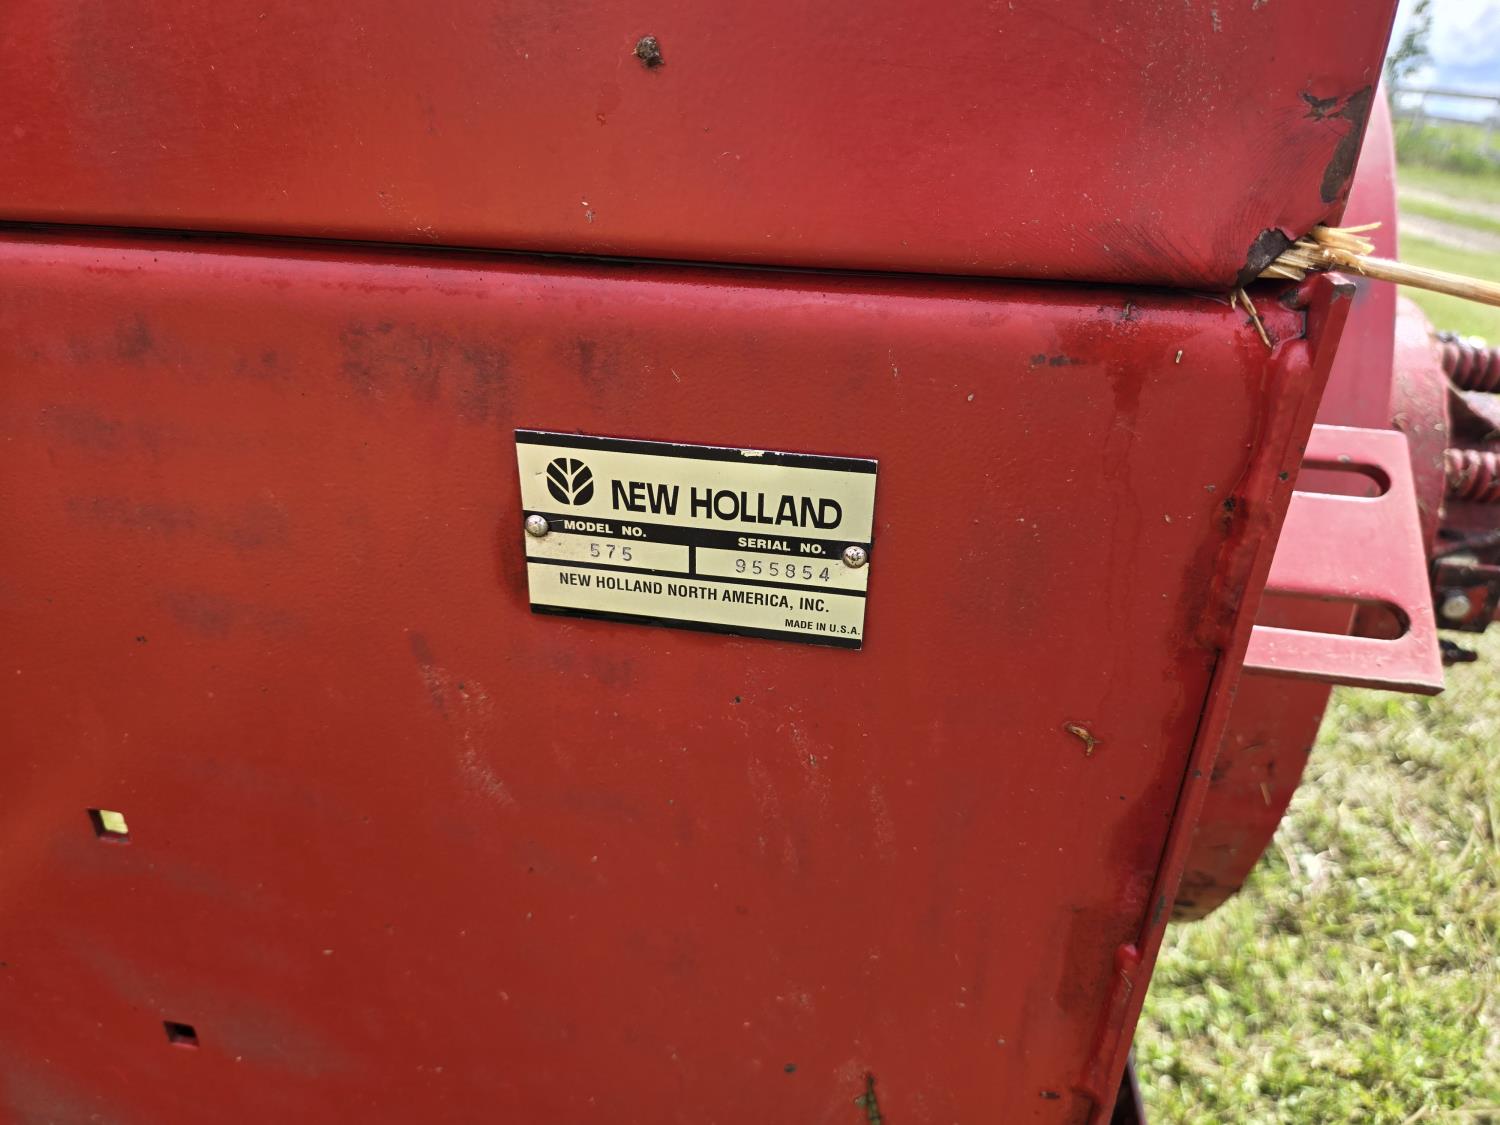 NEW HOLLAND
MODEL NO.
SERIAL NO.
575
955854
NEW HOLLAND NORTH AMERICA, INC.
MADE IN U.S.A.